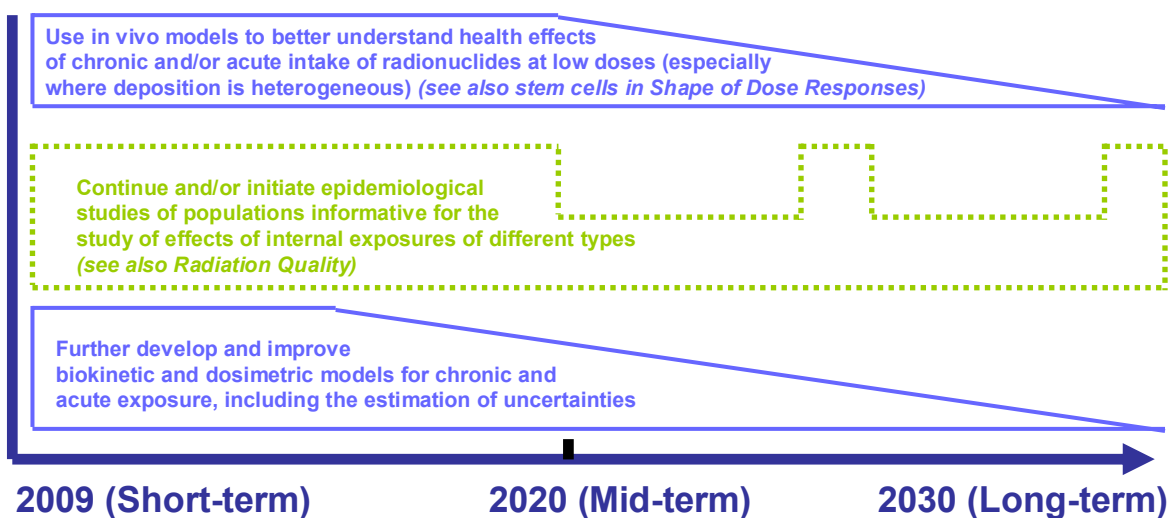 Use in vivo models to better understand health effects
of chronic and/or acute intake of radionuclides at low doses (especially
where deposition is heterogeneous) (see also stem cells in Shape of Dose Responses)
Continue and/or initiate epidemiological
studies of populations informative for the
study of effects of internal exposures of different types
(see also Radiation Quality)
Further develop and improve
biokinetic and dosimetric models for chronic and
acute exposure, including the estimation of uncertainties
2009 (Short-term) 2020 (Mid-term) 2030 (Long-term)